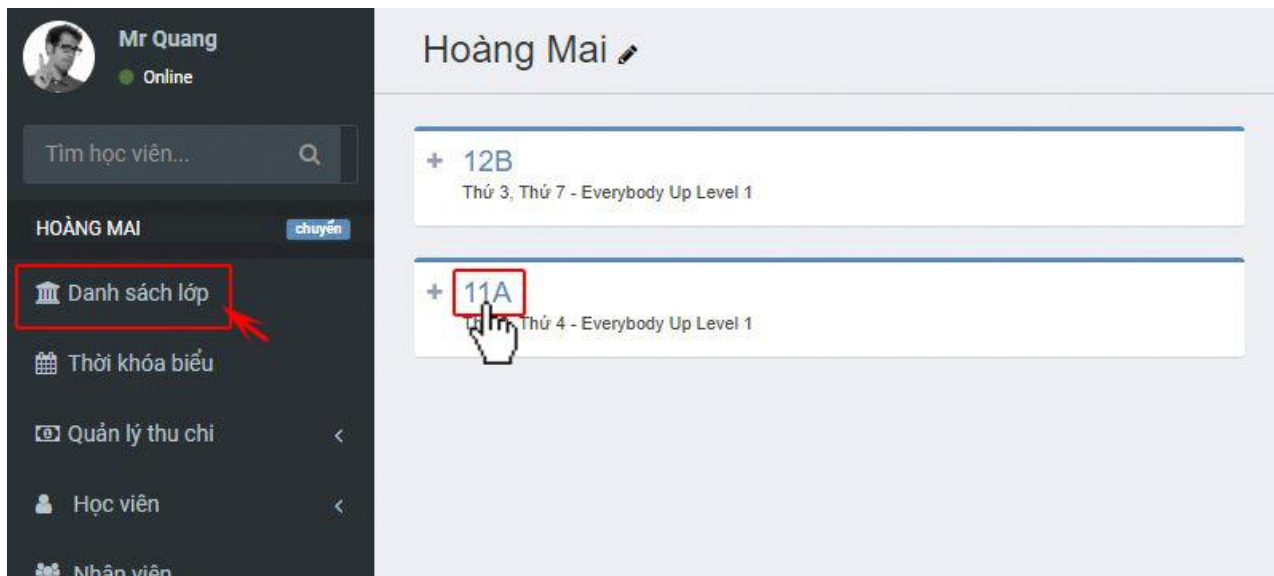 Mr Quang
Online
Tìm học viên...
HOÀNG MAI chuyển
Danh sách lớp
Thời khóa biểu
Quản lý thu chi
Học viên
Nhân viên
Hoàng Mai
12B
Thứ 3, Thứ 7 - Everybody Up Level 1
11A
Thứ 4 - Everybody Up Level 1